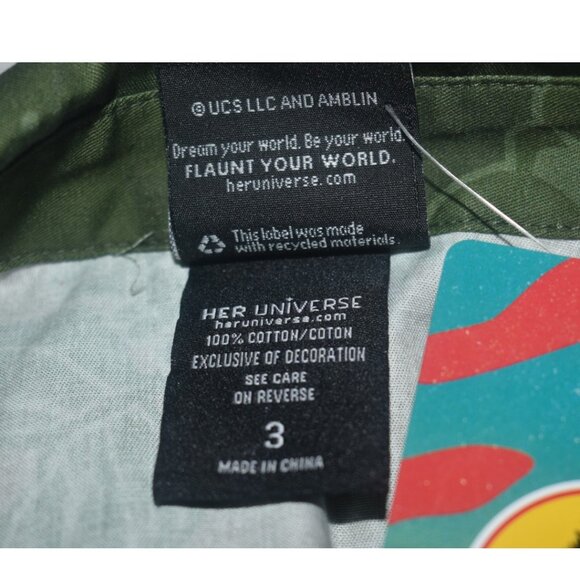 © UCS LLC AND AMBLIN
Dream your world. Be your world.
FLAUNT YOUR WORLD.
heruniverse.com
This label was made
with recycled materials.
HER UNIVERSE
heruniverse.com
100% COTTON/COTON
EXCLUSIVE OF DECORATION
SEE CARE
ON REVERSE
3
MADE IN CHINA